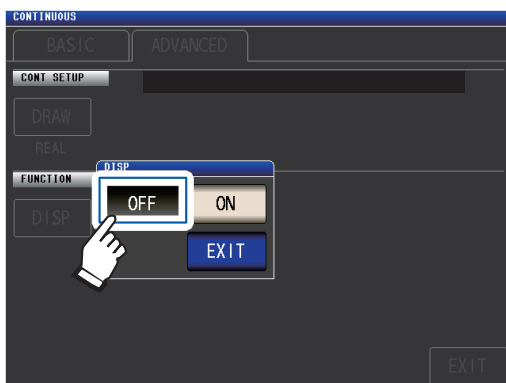 CONTINUOUS
BASIC ADVANCED
CONT SETUP
DRAW
REAL
DISP
FUNCTION
OFF ON
DISP
EXIT
EXIT